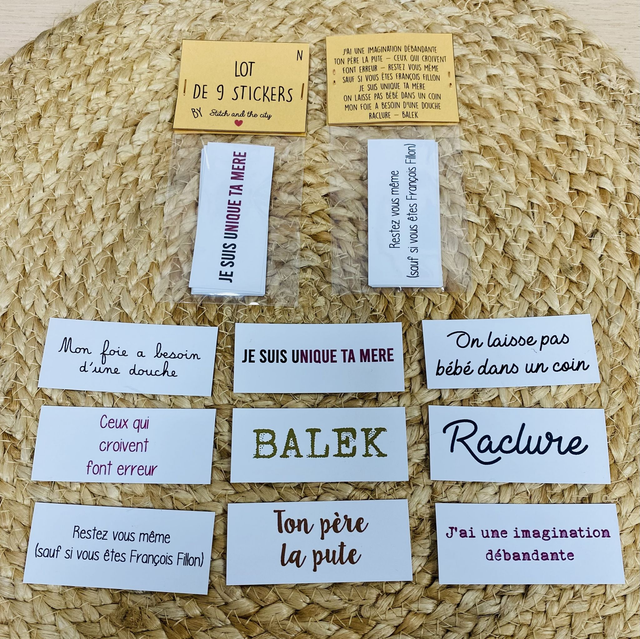 LOT
N
DE 9 STICKERS
BY Stitch and the city
J'AI UNE IMAGINATION DÉBANDANTE
TON PÈRE LA PUTE - CEUX QUI CROIVENT
FONT ERREUR - RESTEZ VOUS MÊME
SAUF SI VOUS ÊTES FRANÇOIS FILLON
JE SUIS UNIQUE TA MERE
ON LAISSE PAS BÉBÉ DANS UN COIN
MON FOIE A BESOIN D'UNE DOUCHE
RACLURE - BALEK
JE SUIS UNIQUE TA MERE
Restez vous même
(sauf si vous êtes François Fillon)
Mon foie a besoin
d'une douche
JE SUIS UNIQUE TA MERE
On laisse pas
bébé dans un coin
Ceux qui
croivent
font erreur
BALEK
Raclure
Restez vous même
(sauf si vous êtes François Fillon)
Ton père
la pute
J'ai une imagination
débandante